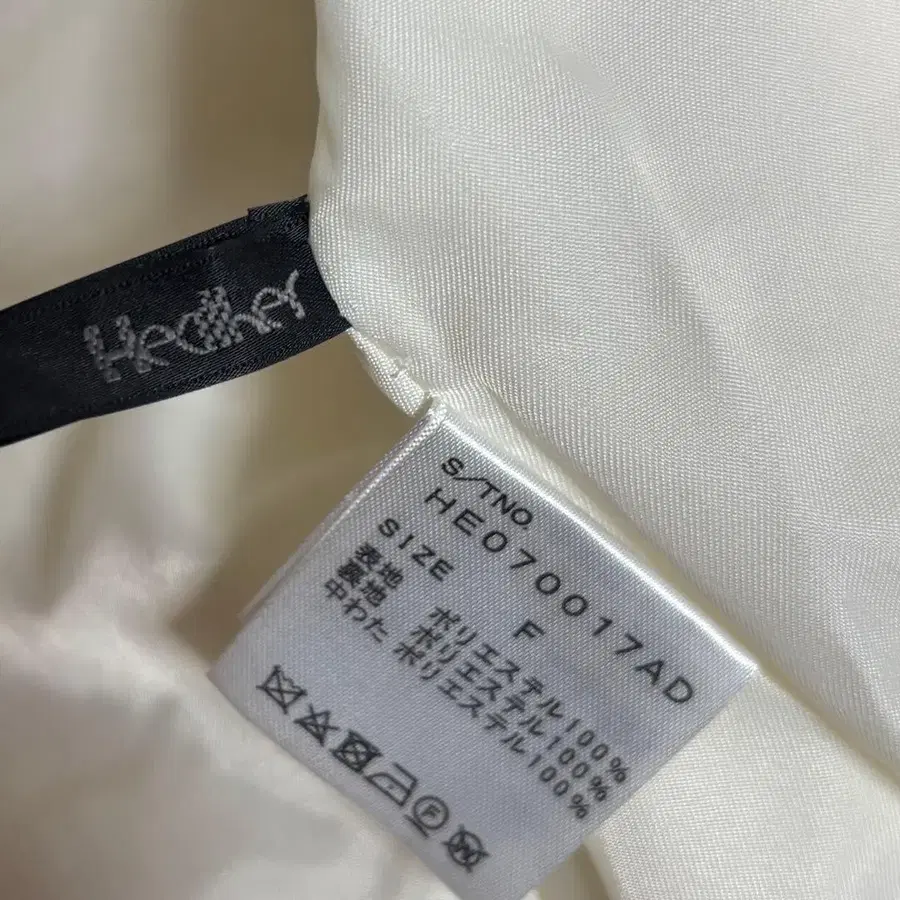 Heather
S/TNO.
HE070017AD
SIZE F
表地 ポリエステル100%
裏地 ポリエステル100%
中わた ポリエステル100%
F
W